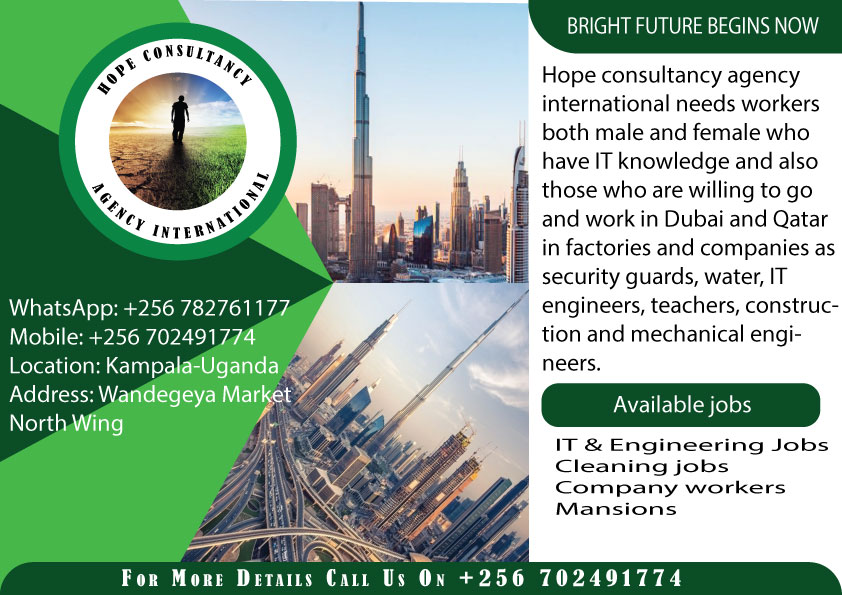 HOPE CONSULTANCY
AGENCY INTERNATIONAL
WhatsApp: +256 782761177
Mobile: +256 702491774
Location: Kampala-Uganda
Address: Wandegeya Market
North Wing
BRIGHT FUTURE BEGINS NOW
Hope consultancy agency
international needs workers
both male and female who
have IT knowledge and also
those who are willing to go
and work in Dubai and Qatar
in factories and companies as
security guards, water, IT
engineers, teachers, construc-
tion and mechanical engi-
neers.
Available jobs
IT & Engineering Jobs
Cleaning jobs
Company workers
Mansions
For More Details Call Us On +256 702491774